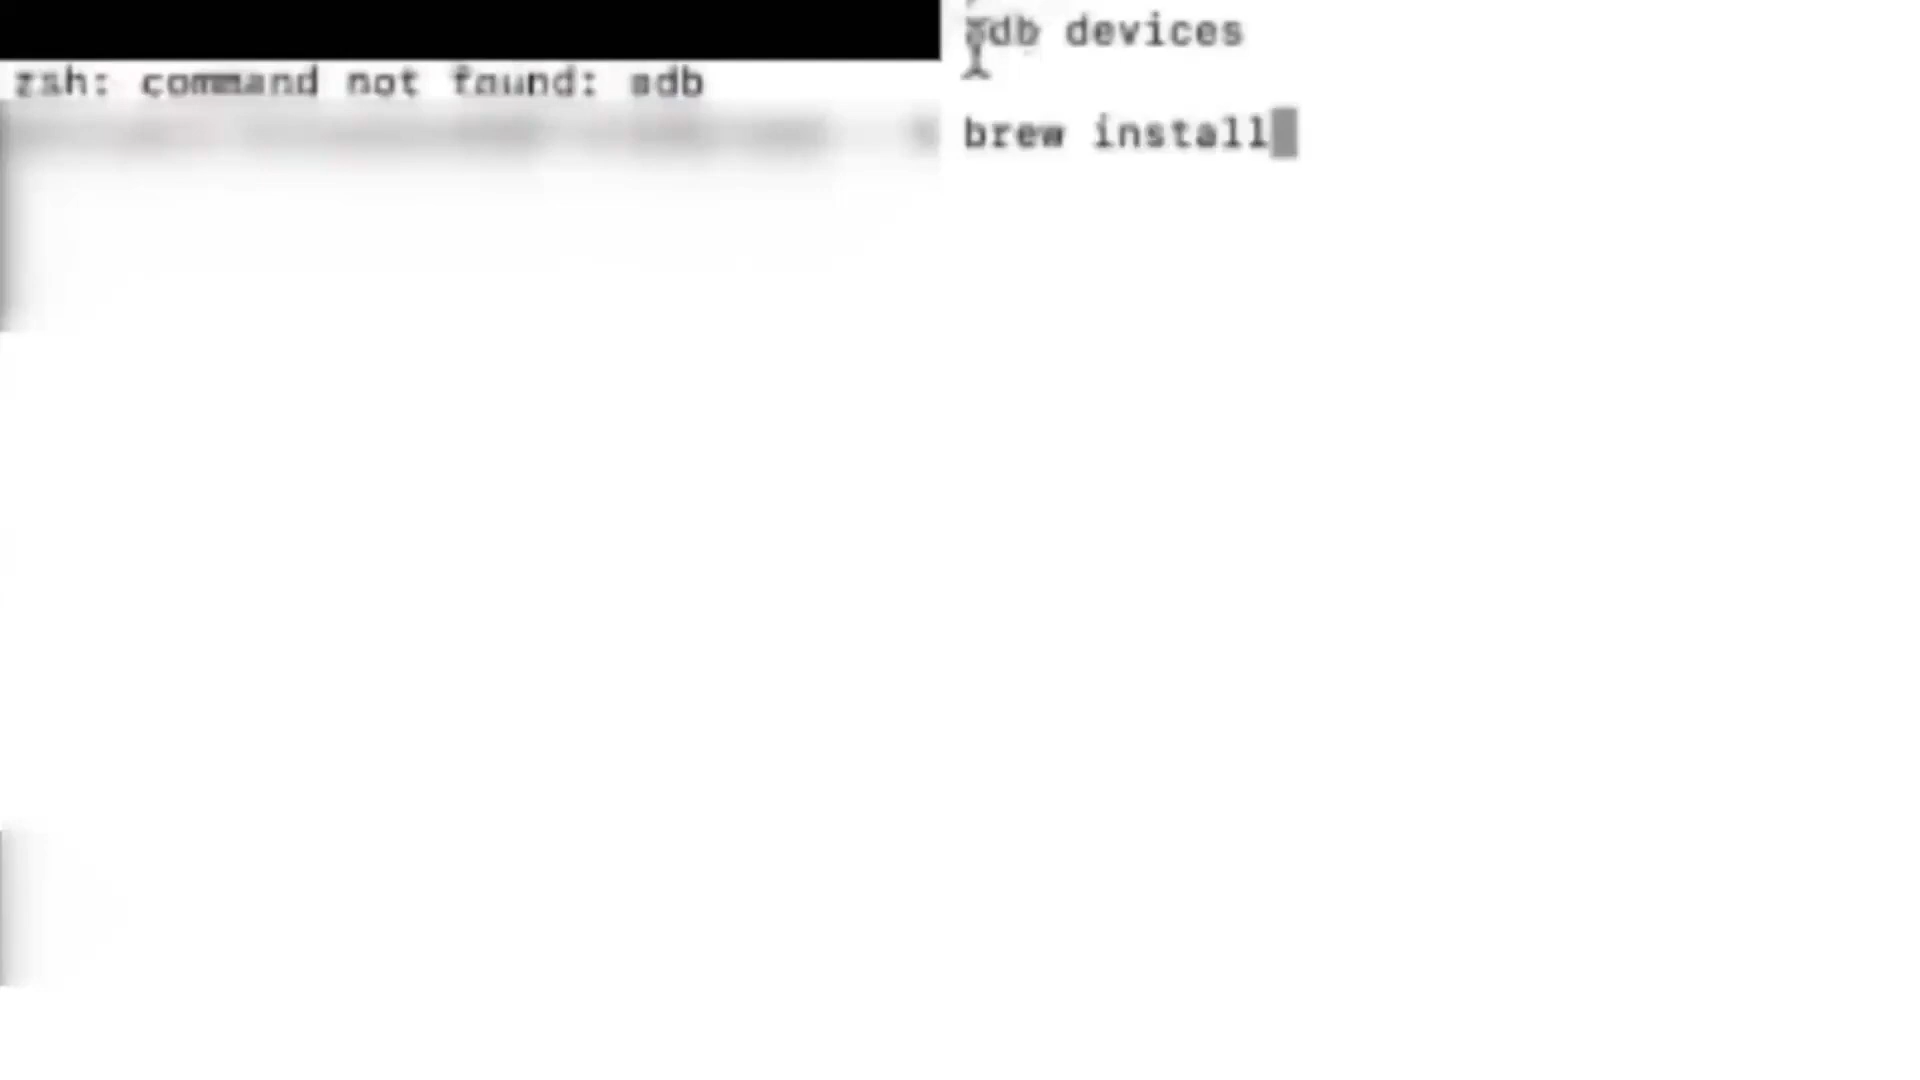 adb devices
zsh: command not found: adb
brew install